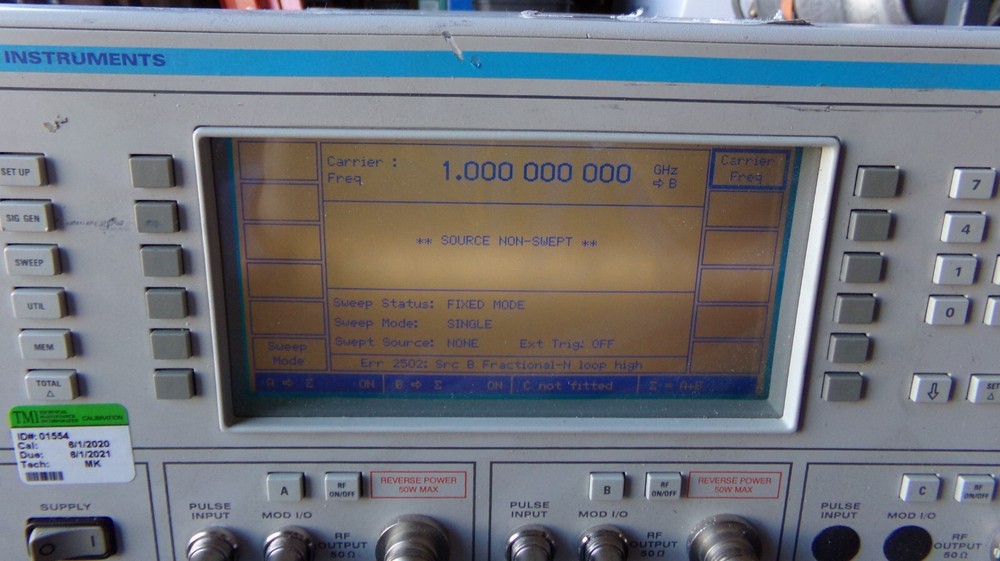 INSTRUMENTS
SET UP
SIG GEN
SWEEP
UTIL
MEM
TOTAL
△
Carrier :
Freq
1.000 000 000
GHz
⇨ B
Carrier
Freq
** SOURCE NON-SWEPT **
Sweep Status: FIXED MODE
Sweep Mode: SINGLE
Swept Source: NONE Ext Trig: OFF
Sweep
Mode
Err 2502: Src B Fractional-N loop high
A ⇨ Σ ON B ⇨ Σ ON C not fitted Σ = A+B
7
4
1
0
⇩
SET
△
TMI CALIBRATION
ID#: 01554
Cal: 6/1/2020
Due: 6/1/2021
Tech: MK
SUPPLY
O I
A
RF
ON/OFF
REVERSE POWER
50W MAX
PULSE
INPUT
MOD I/O
RF
OUTPUT
50Ω
B
RF
ON/OFF
REVERSE POWER
50W MAX
PULSE
INPUT
MOD I/O
RF
OUTPUT
50Ω
C
RF
ON/OFF
PULSE
INPUT
MOD I/O
RF
OUTPUT
50Ω